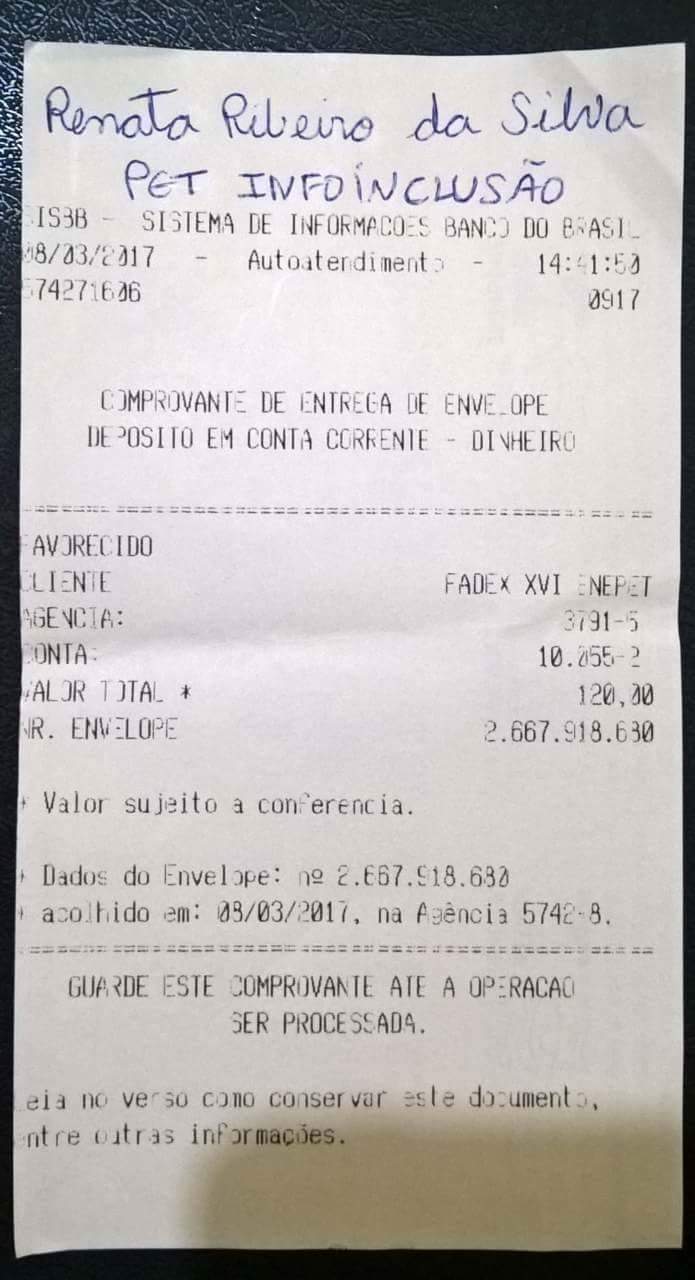 Renata Ribeiro da Silva
PET INFOINCLUSÃO
SISBB - SISTEMA DE INFORMACOES BANCO DO BRASIL
08/03/2017 - Autoatendimento - 14:41:50
574271606 0917
COMPROVANTE DE ENTREGA DE ENVELOPE
DEPOSITO EM CONTA CORRENTE - DINHEIRO
FAVORECIDO
CLIENTE FADEX XVI ENEPET
AGENCIA: 3791-5
CONTA: 10.055-2
VALOR TOTAL * 120,00
NR. ENVELOPE 2.667.918.680
* Valor sujeito a conferencia.
* Dados do Envelope: nº 2.667.918.680
* acolhido em: 08/03/2017, na Agência 5742-8.
GUARDE ESTE COMPROVANTE ATE A OPERACAO
SER PROCESSADA.
Leia no verso como conservar este documento,
entre outras informações.